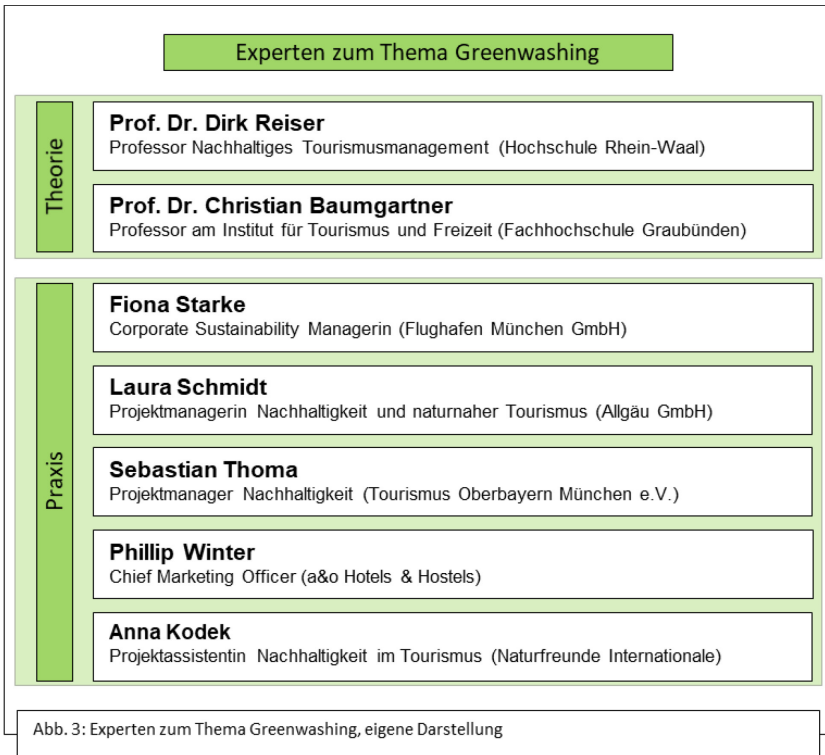 Experten zum Thema Greenwashing
Theorie
Prof. Dr. Dirk Reiser
Professor Nachhaltiges Tourismusmanagement (Hochschule Rhein-Waal)
Prof. Dr. Christian Baumgartner
Professor am Institut für Tourismus und Freizeit (Fachhochschule Graubünden)
Praxis
Fiona Starke
Corporate Sustainability Managerin (Flughafen München GmbH)
Laura Schmidt
Projektmanagerin Nachhaltigkeit und naturnaher Tourismus (Allgäu GmbH)
Sebastian Thoma
Projektmanager Nachhaltigkeit (Tourismus Oberbayern München e.V.)
Phillip Winter
Chief Marketing Officer (a&o Hotels & Hostels)
Anna Kodek
Projektassistentin Nachhaltigkeit im Tourismus (Naturfreunde Internationale)
Abb. 3: Experten zum Thema Greenwashing, eigene Darstellung